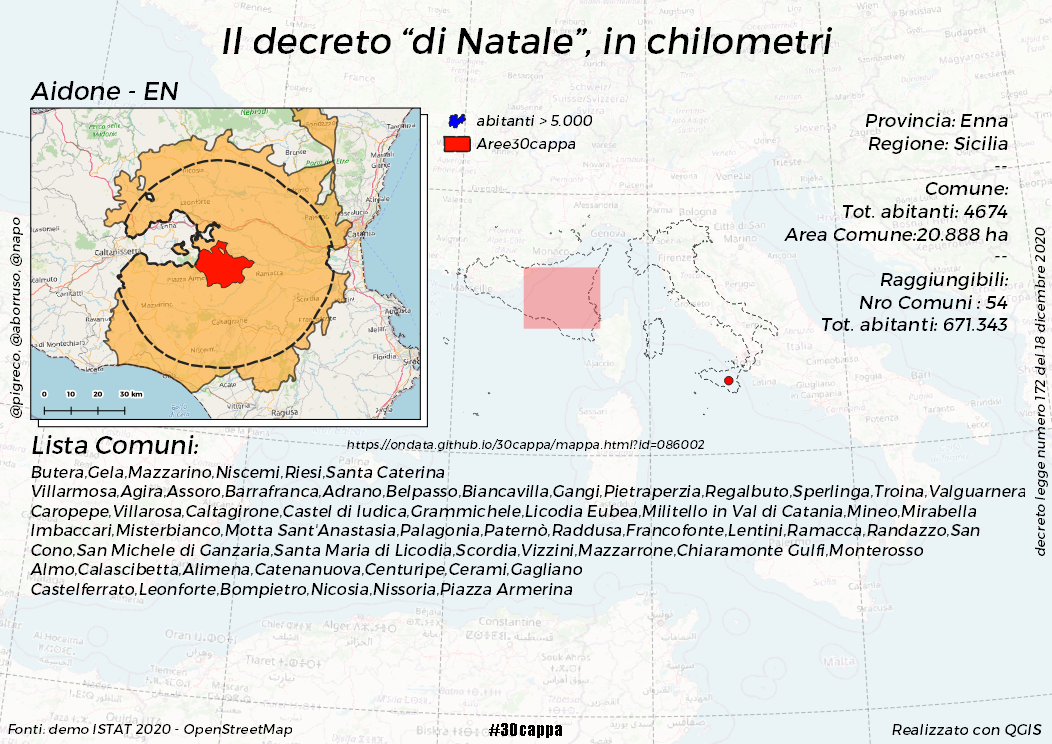 Il decreto “di Natale”, in chilometri
Aidone - EN
abitanti > 5.000
Aree30cappa
Provincia: Enna
Regione: Sicilia
--
Comune:
Tot. abitanti: 4674
Area Comune:20.888 ha
--
Raggiungibili:
Nro Comuni : 54
Tot. abitanti: 671.343
@pigreco, @aborruso, @napo
decreto legge numero 172 del 18 dicembre 2020
Caltanissetta
Catania
Ragusa
Vittoria
Gela
0 10 20 30 km
https://ondata.github.io/30cappa/mappa.html?id=086002
Lista Comuni:
Butera,Gela,Mazzarino,Niscemi,Riesi,Santa Caterina
Villarmosa,Agira,Assoro,Barrafranca,Adrano,Belpasso,Biancavilla,Gangi,Pietraperzia,Regalbuto,Sperlinga,Troina,Valguarnera
Caropepe,Villarosa,Caltagirone,Castel di Iudica,Grammichele,Licodia Eubea,Militello in Val di Catania,Mineo,Mirabella
Imbaccari,Misterbianco,Motta Sant'Anastasia,Palagonia,Paternò,Raddusa,Francofonte,Lentini,Ramacca,Randazzo,San
Cono,San Michele di Ganzaria,Santa Maria di Licodia,Scordia,Vizzini,Mazzarrone,Chiaramonte Gulfi,Monterosso
Almo,Calascibetta,Alimena,Catenanuova,Centuripe,Cerami,Gagliano
Castelferrato,Leonforte,Bompietro,Nicosia,Nissoria,Piazza Armerina
Fonti: demo ISTAT 2020 - OpenStreetMap
#30cappa
Realizzato con QGIS